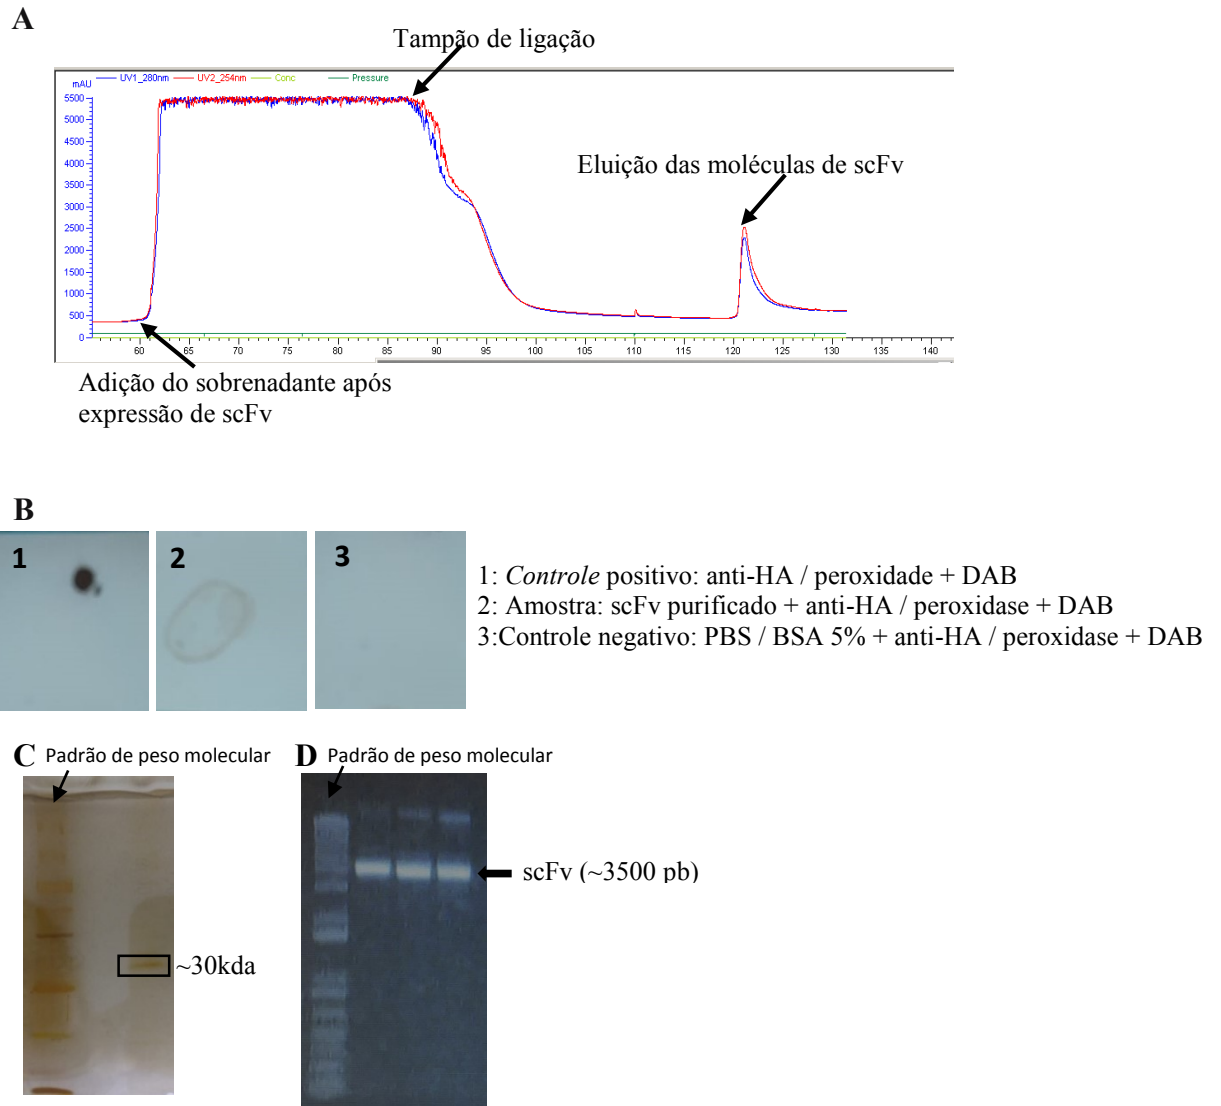 A
Tampão de ligação
UV1_280nm UV2_254nm Conc Pressure
mAU
5500
5000
4500
4000
3500
3000
2500
2000
1500
1000
500
0
Eluição das moléculas de scFv
60 65 70 75 80 85 90 95 100 105 110 115 120 125 130 135 140
Adição do sobrenadante após
expressão de scFv
B
1 2 3
1: Controle positivo: anti-HA / peroxidade + DAB
2: Amostra: scFv purificado + anti-HA / peroxidase + DAB
3:Controle negativo: PBS / BSA 5% + anti-HA / peroxidase + DAB
C Padrão de peso molecular
D Padrão de peso molecular
scFv (~3500 pb)
~30kda